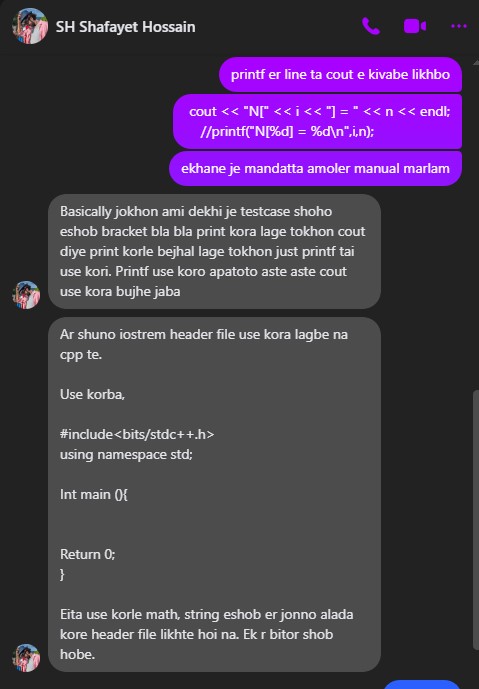 SH Shafayet Hossain
printf er line ta cout e kivabe likhbo
cout << "N[" << i << "] = " << n << endl;
//printf("N[%d] = %d\n",i,n);
ekhane je mandatta amoler manual marlam
Basically jokhon ami dekhi je testcase shoho
eshob bracket bla bla print kora lage tokhon cout
diye print korle bejhal lage tokhon just printf tai
use kori. Printf use koro apatoto aste aste cout
use kora bujhe jaba
Ar shuno iostrem header file use kora lagbe na
cpp te.
Use korba,
#include<bits/stdc++.h>
using namespace std;
Int main (){
Return 0;
}
Eita use korle math, string eshob er jonno alada
kore header file likhte hoi na. Ek r bitor shob
hobe.